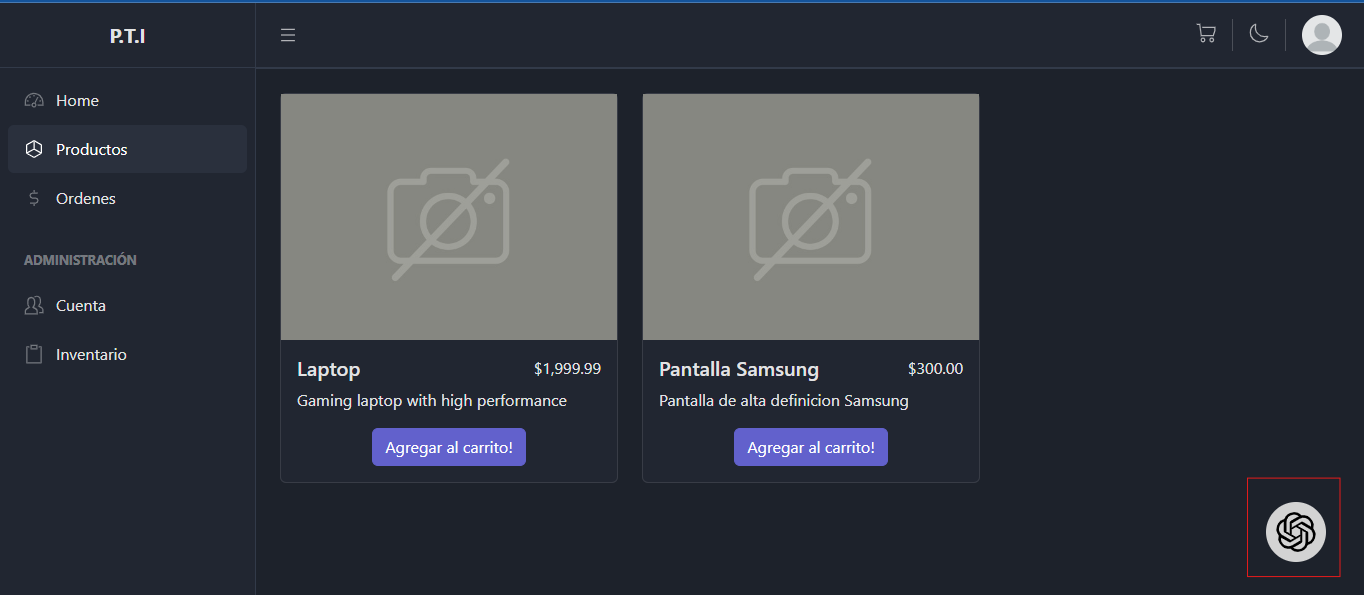 P.T.I
Home
Productos
Ordenes
ADMINISTRACIÓN
Cuenta
Inventario
Laptop $1,999.99
Gaming laptop with high performance
Agregar al carrito!
Pantalla Samsung $300.00
Pantalla de alta definicion Samsung
Agregar al carrito!